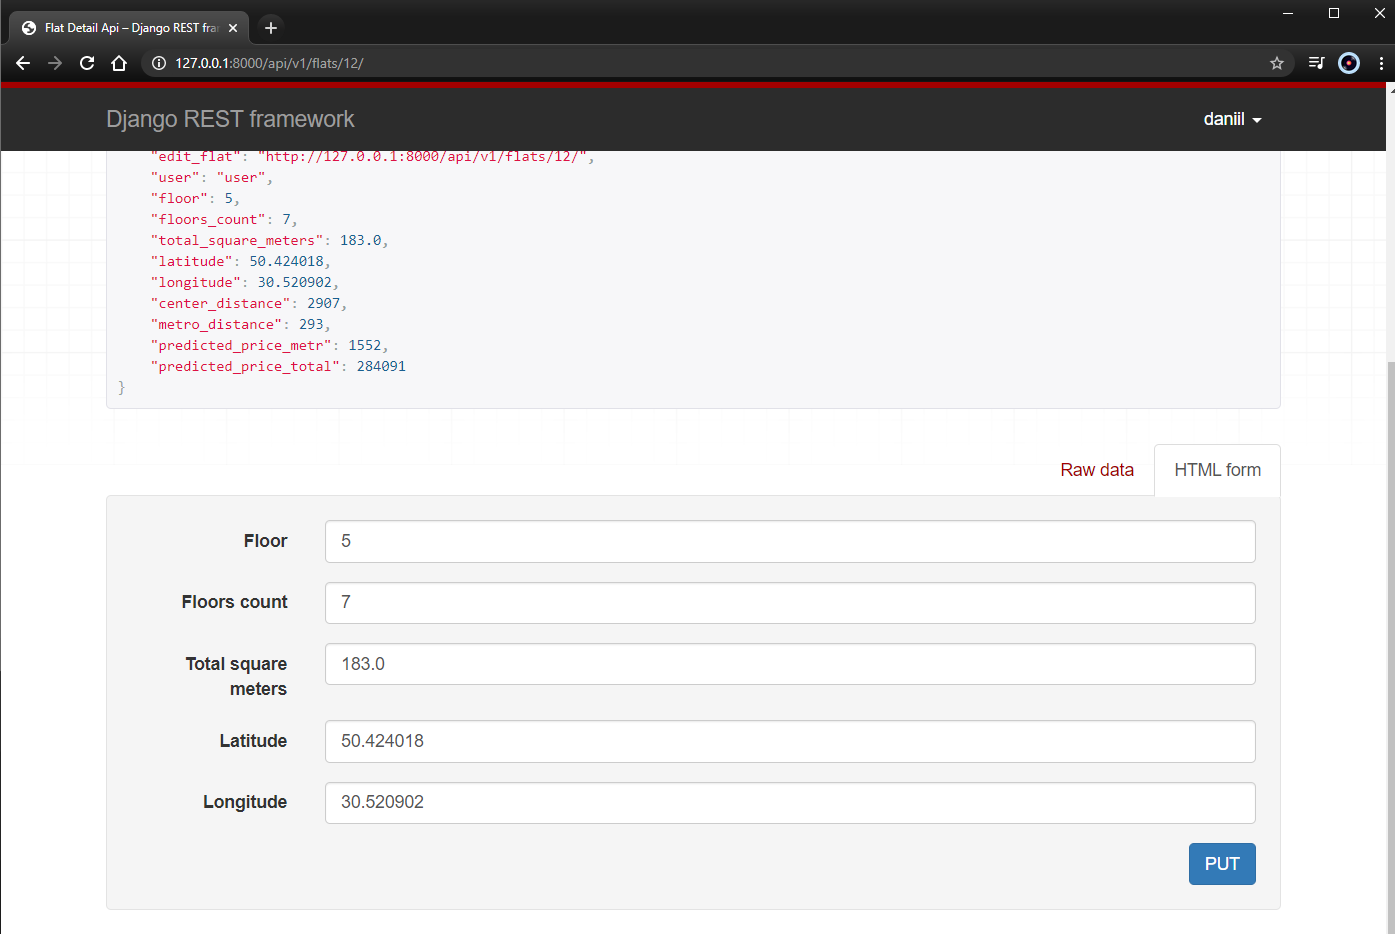 Flat Detail Api – Django REST fra
127.0.0.1:8000/api/v1/flats/12/
Django REST framework
daniil
"edit_flat": "http://127.0.0.1:8000/api/v1/flats/12/",
"user": "user",
"floor": 5,
"floors_count": 7,
"total_square_meters": 183.0,
"latitude": 50.424018,
"longitude": 30.520902,
"center_distance": 2907,
"metro_distance": 293,
"predicted_price_metr": 1552,
"predicted_price_total": 284091
}
Raw data
HTML form
Floor
5
Floors count
7
Total square
meters
183.0
Latitude
50.424018
Longitude
30.520902
PUT